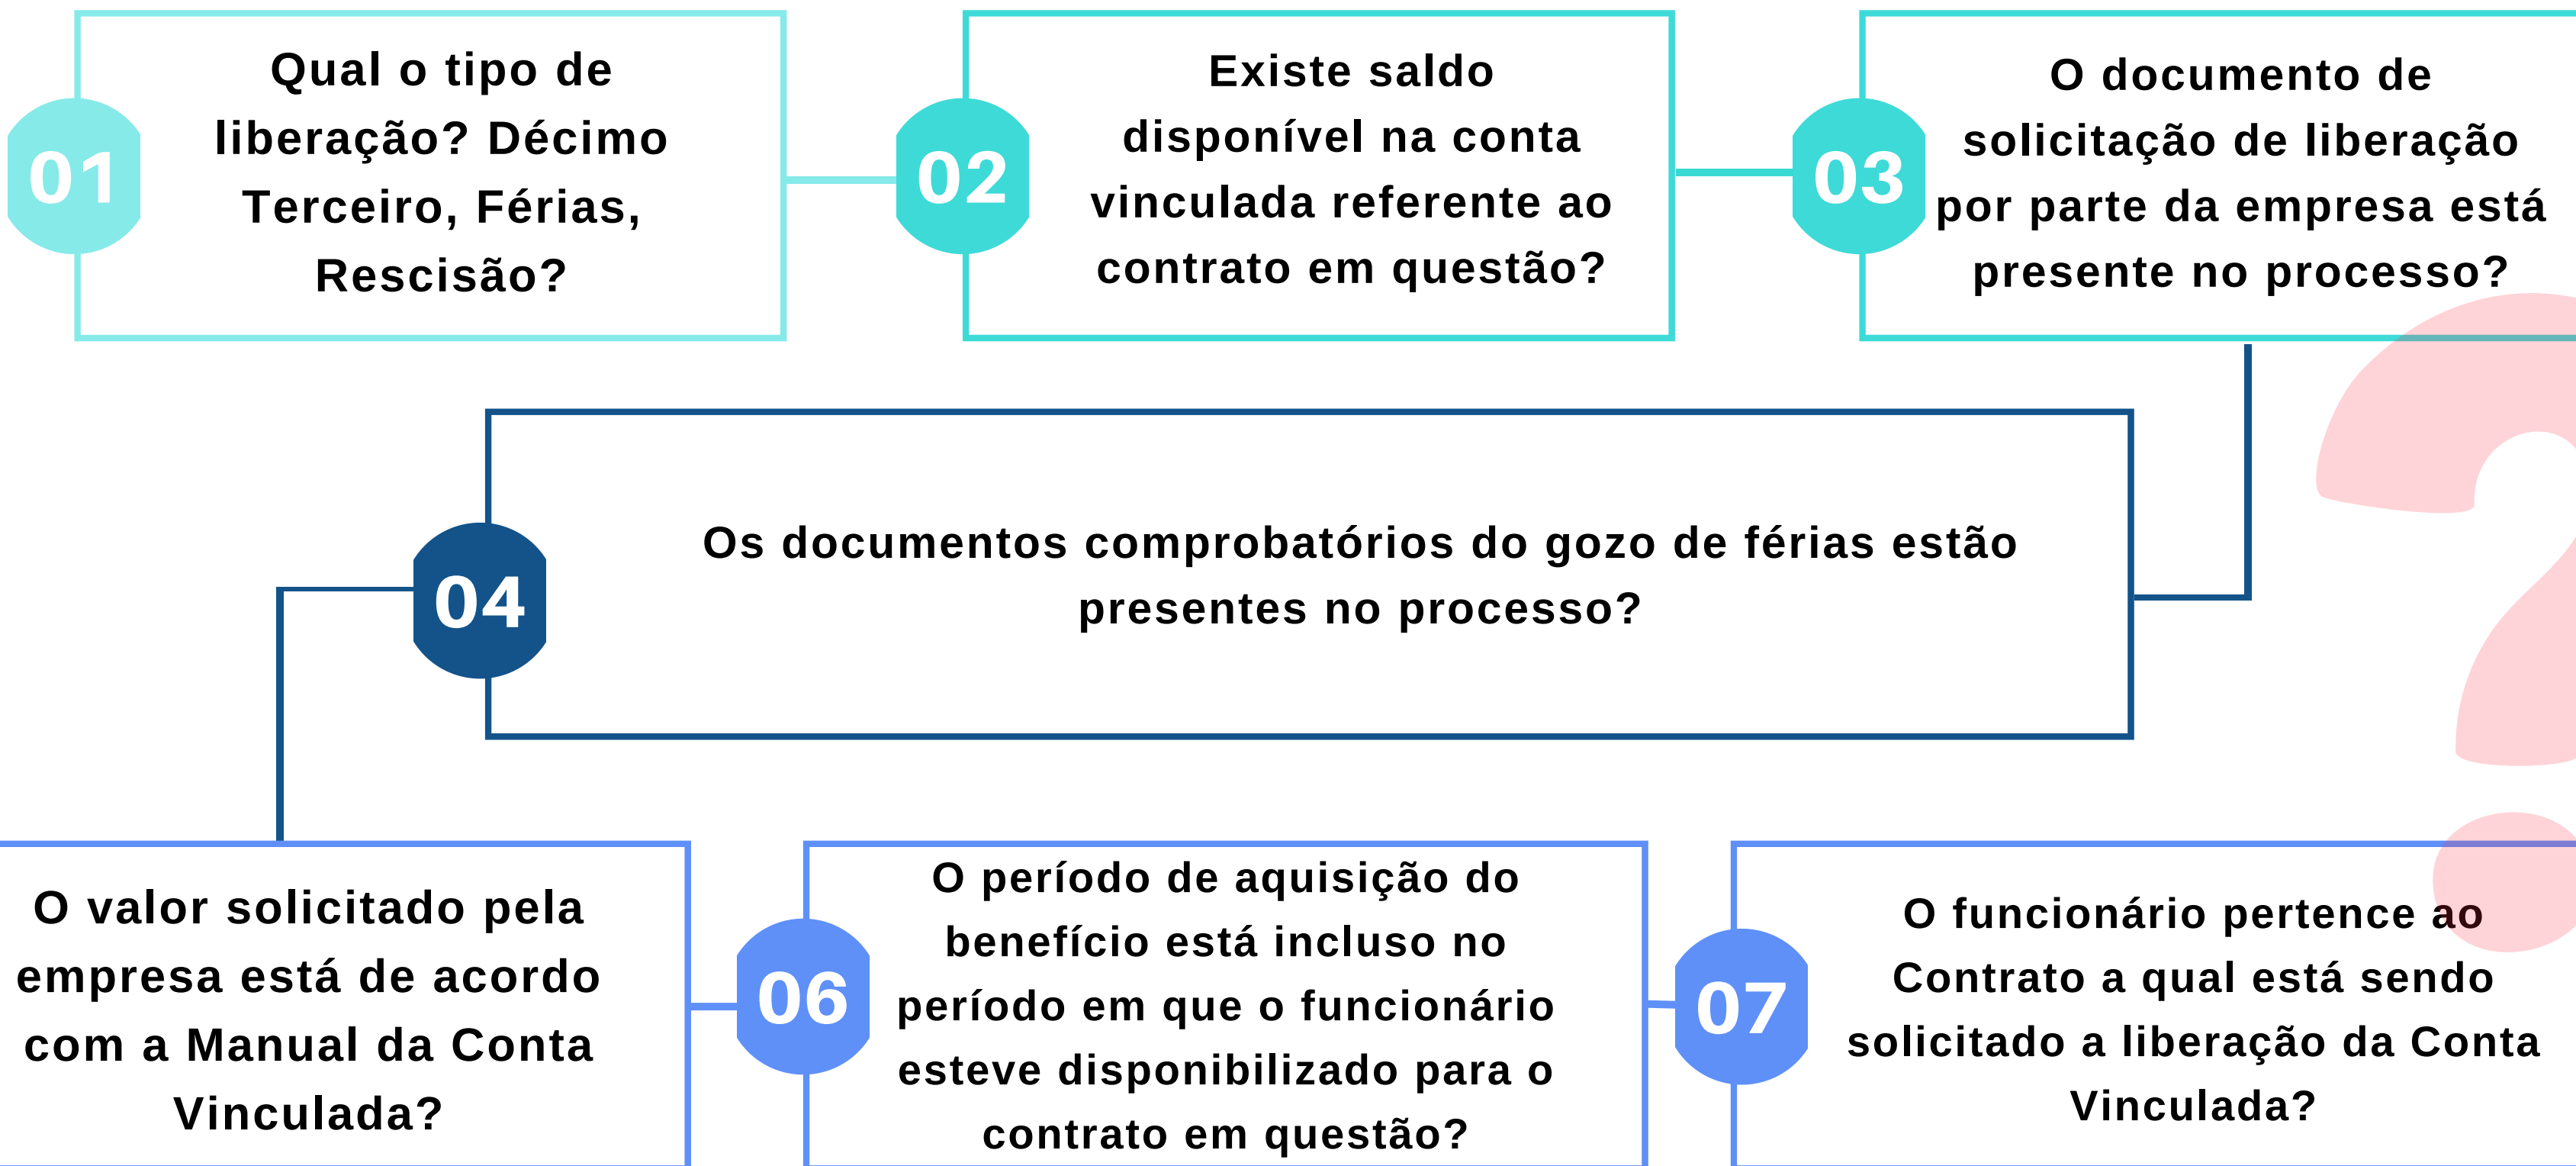 01
Qual o tipo de
liberação? Décimo
Terceiro, Férias,
Rescisão?
02
Existe saldo
disponível na conta
vinculada referente ao
contrato em questão?
03
O documento de
solicitação de liberação
por parte da empresa está
presente no processo?
04
Os documentos comprobatórios do gozo de férias estão
presentes no processo?
O valor solicitado pela
empresa está de acordo
com a Manual da Conta
Vinculada?
06
O período de aquisição do
benefício está incluso no
período em que o funcionário
esteve disponibilizado para o
contrato em questão?
07
O funcionário pertence ao
Contrato a qual está sendo
solicitado a liberação da Conta
Vinculada?
?